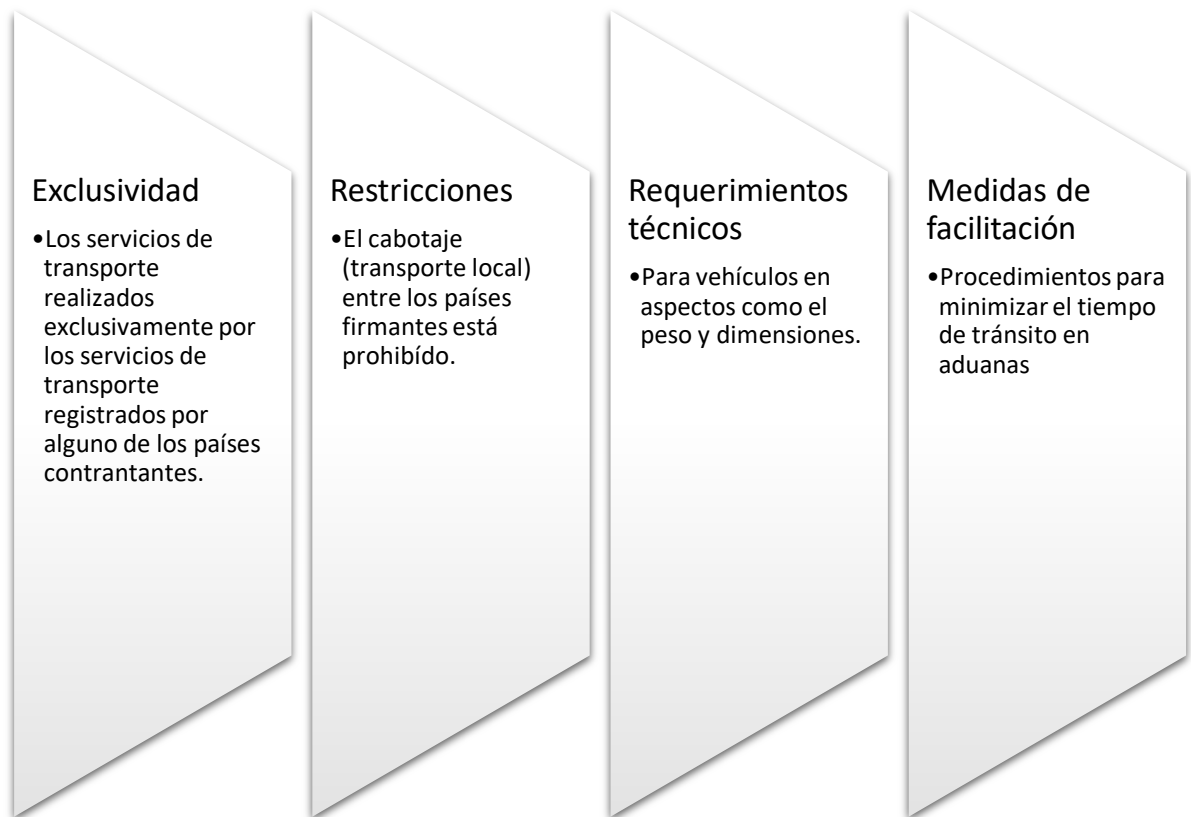 Exclusividad
•Los servicios de
transporte
realizados
exclusivamente por
los servicios de
transporte
registrados por
alguno de los países
contrantantes.
Restricciones
•El cabotaje
(transporte local)
entre los países
firmantes está
prohibído.
Requerimientos
técnicos
•Para vehículos en
aspectos como el
peso y dimensiones.
Medidas de
facilitación
•Procedimientos para
minimizar el tiempo
de tránsito en
aduanas